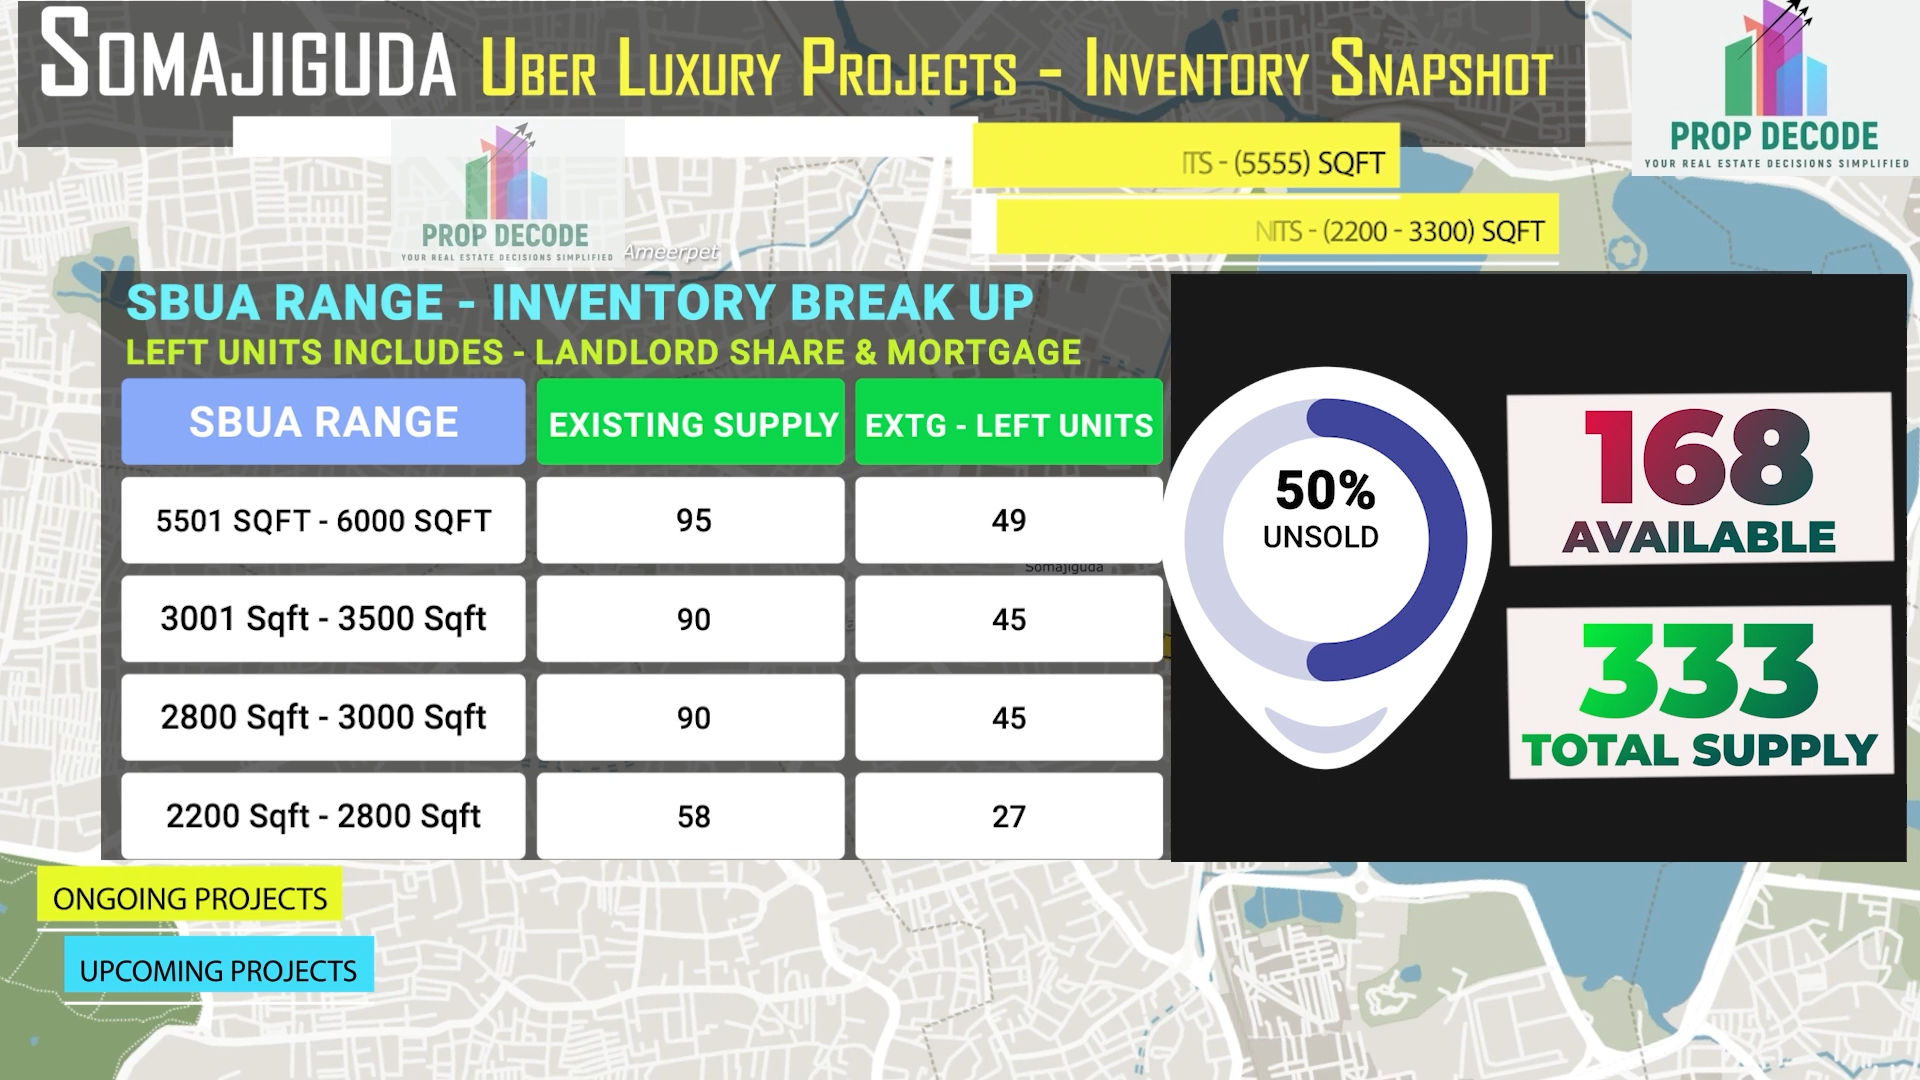 SOMAJIGUDA UBER LUXURY PROJECTS - INVENTORY SNAPSHOT
PROP DECODE
YOUR REAL ESTATE DECISIONS SIMPLIFIED
PROP DECODE
YOUR REAL ESTATE DECISIONS SIMPLIFIED
ITS - (5555) SQFT
NITS - (2200 - 3300) SQFT
Ameerpet
SBUA RANGE - INVENTORY BREAK UP
LEFT UNITS INCLUDES - LANDLORD SHARE & MORTGAGE
SBUA RANGE EXISTING SUPPLY EXTG - LEFT UNITS
5501 SQFT - 6000 SQFT 95 49
Somajiguda
3001 Sqft - 3500 Sqft 90 45
2800 Sqft - 3000 Sqft 90 45
2200 Sqft - 2800 Sqft 58 27
50%
UNSOLD
168
AVAILABLE
333
TOTAL SUPPLY
ONGOING PROJECTS
UPCOMING PROJECTS